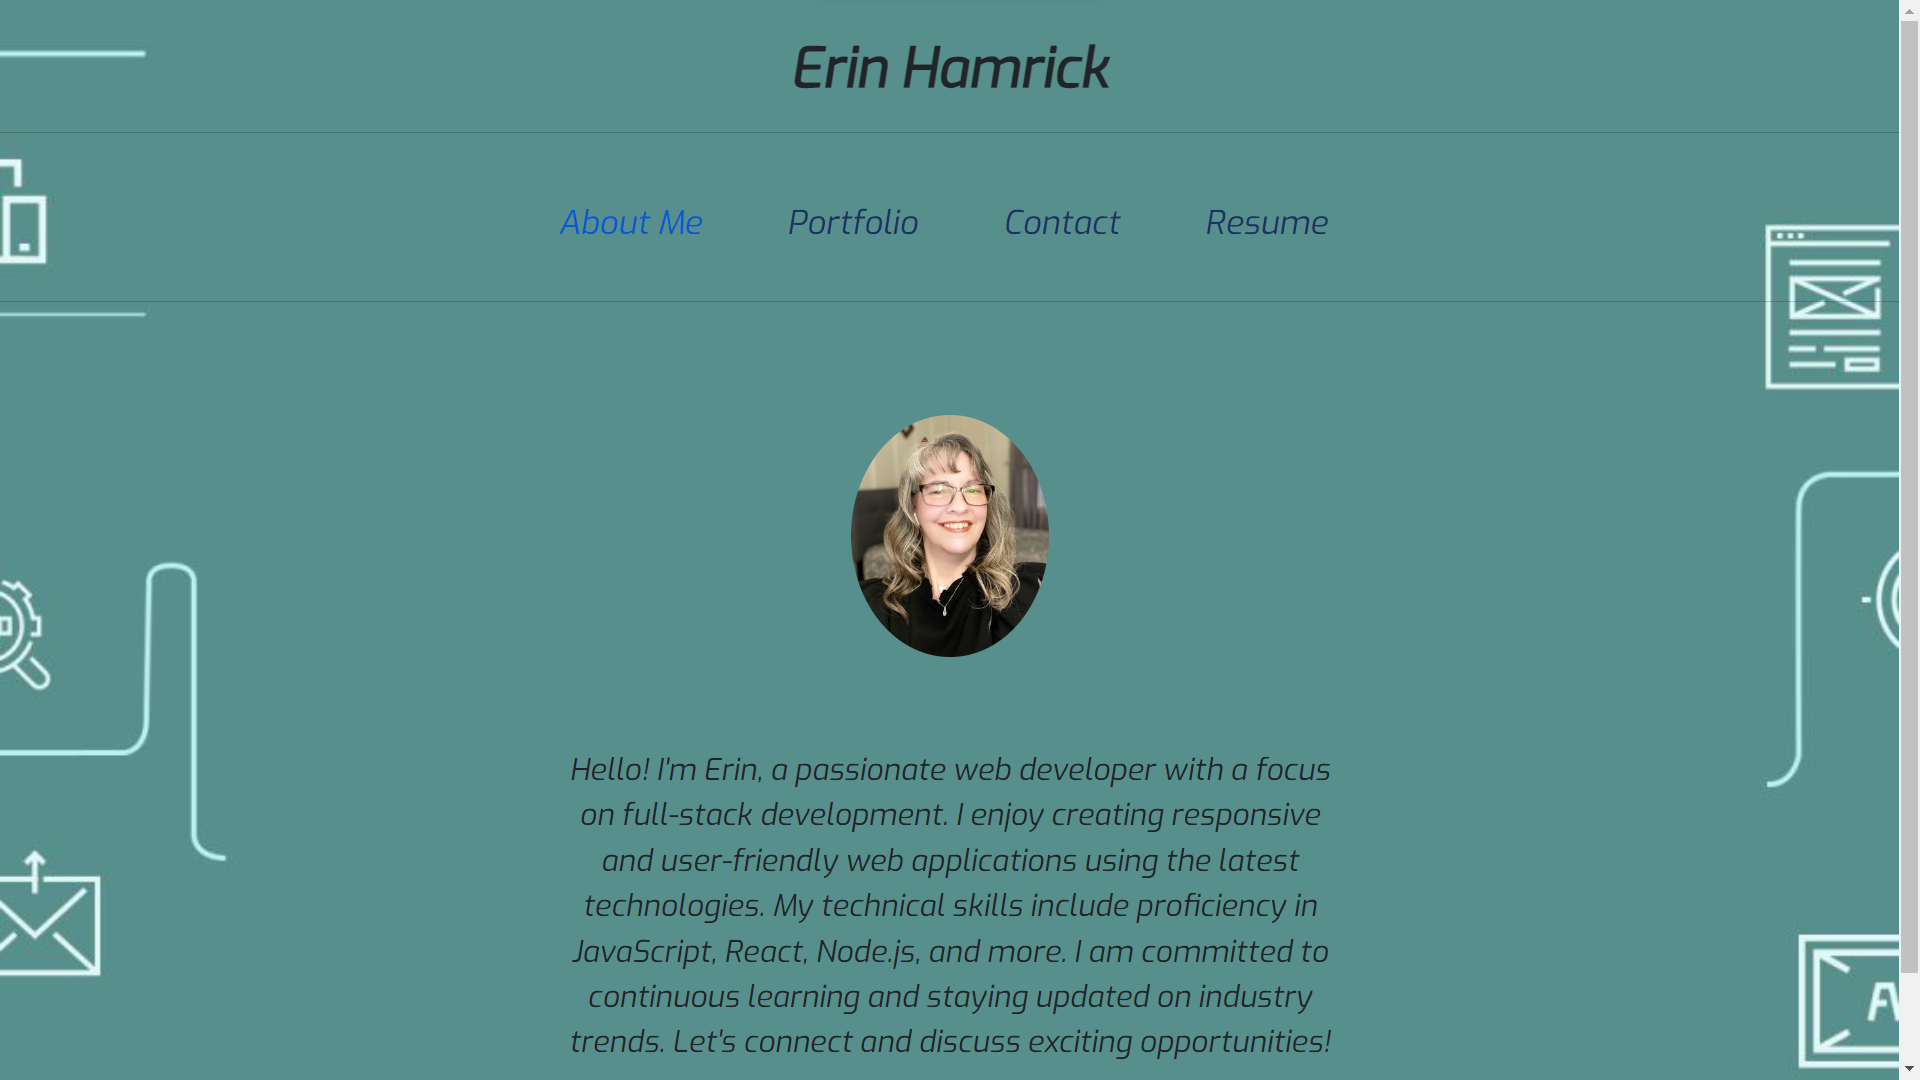 Erin Hamrick
About Me
Portfolio
Contact
Resume
Hello! I'm Erin, a passionate web developer with a focus
on full-stack development. I enjoy creating responsive
and user-friendly web applications using the latest
technologies. My technical skills include proficiency in
JavaScript, React, Node.js, and more. I am committed to
continuous learning and staying updated on industry
trends. Let's connect and discuss exciting opportunities!